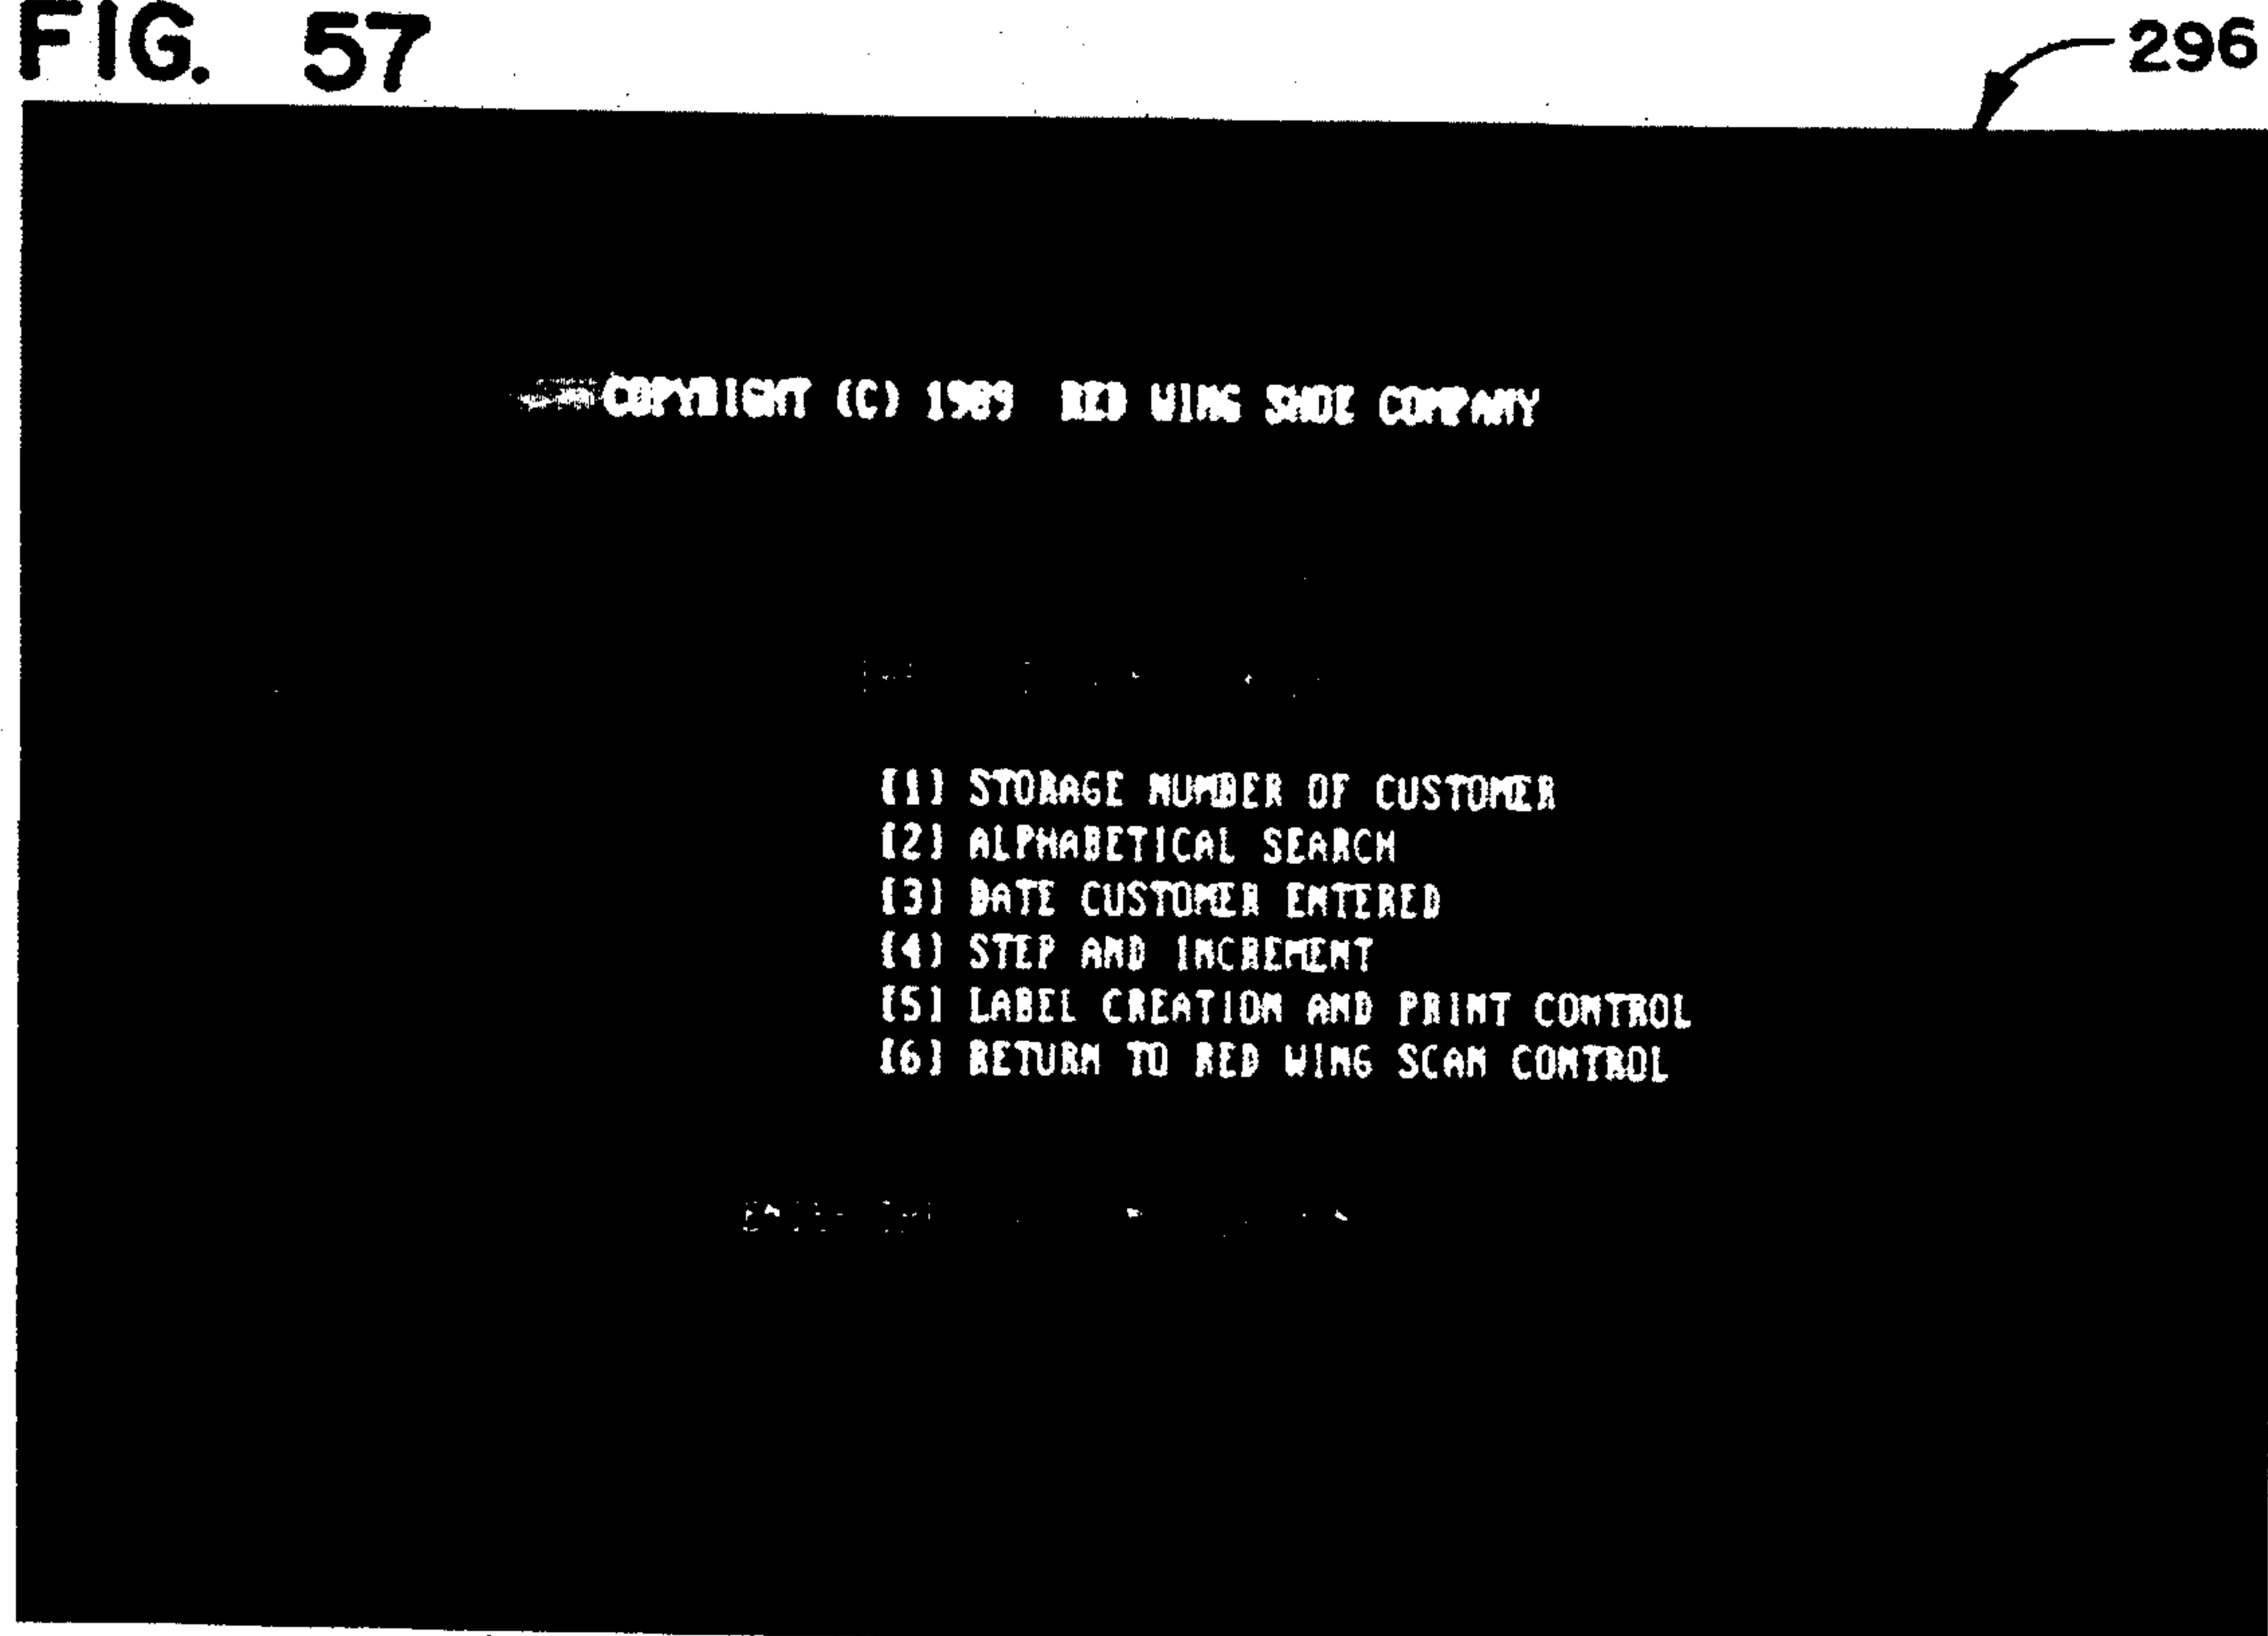 FIG. 57
296
COPYRIGHT (C) 1989 RED WING SHOE COMPANY
(1) STORAGE NUMBER OF CUSTOMER
(2) ALPHABETICAL SEARCH
(3) DATE CUSTOMER ENTERED
(4) STEP AND INCREMENT
(5) LABEL CREATION AND PRINT CONTROL
(6) RETURN TO RED WING SCAN CONTROL